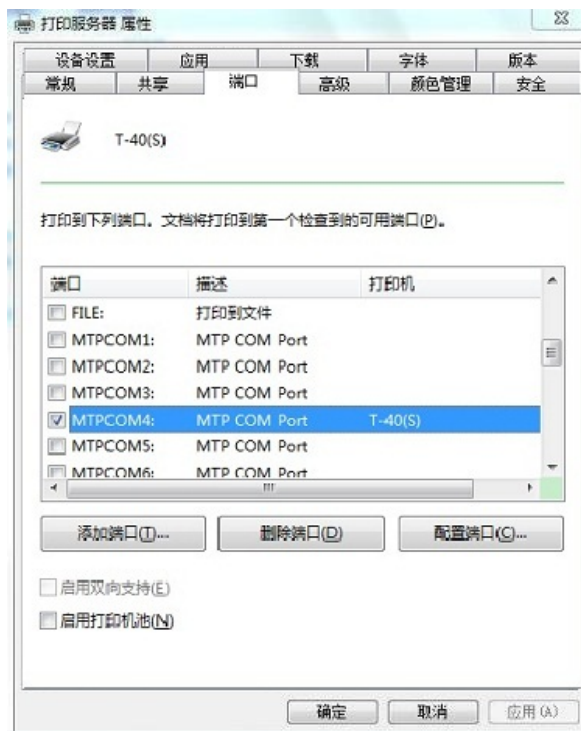 打印服务器 属性
设备设置 应用 下载 字体 版本
常规 共享 端口 高级 颜色管理 安全
T-40(S)
打印到下列端口。文档将打印到第一个检查到的可用端口(P)。
端口 描述 打印机
FILE: 打印到文件
MTPCOM1: MTP COM Port
MTPCOM2: MTP COM Port
MTPCOM3: MTP COM Port
MTPCOM4: MTP COM Port T-40(S)
MTPCOM5: MTP COM Port
MTPCOM6: MTP COM Port
添加端口(T)... 删除端口(D) 配置端口(C)...
启用双向支持(E)
启用打印机池(N)
确定 取消 应用(A)